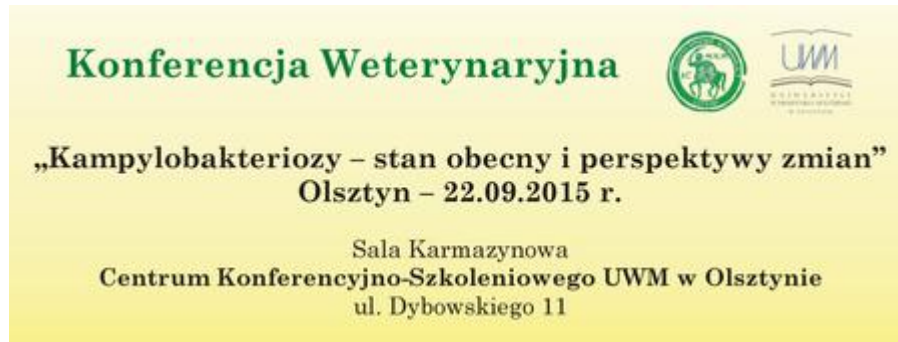 Konferencja Weterynaryjna
UWM
„Kampylobakteriozy – stan obecny i perspektywy zmian”
Olsztyn – 22.09.2015 r.
Sala Karmazynowa
Centrum Konferencyjno-Szkoleniowego UWM w Olsztynie
ul. Dybowskiego 11